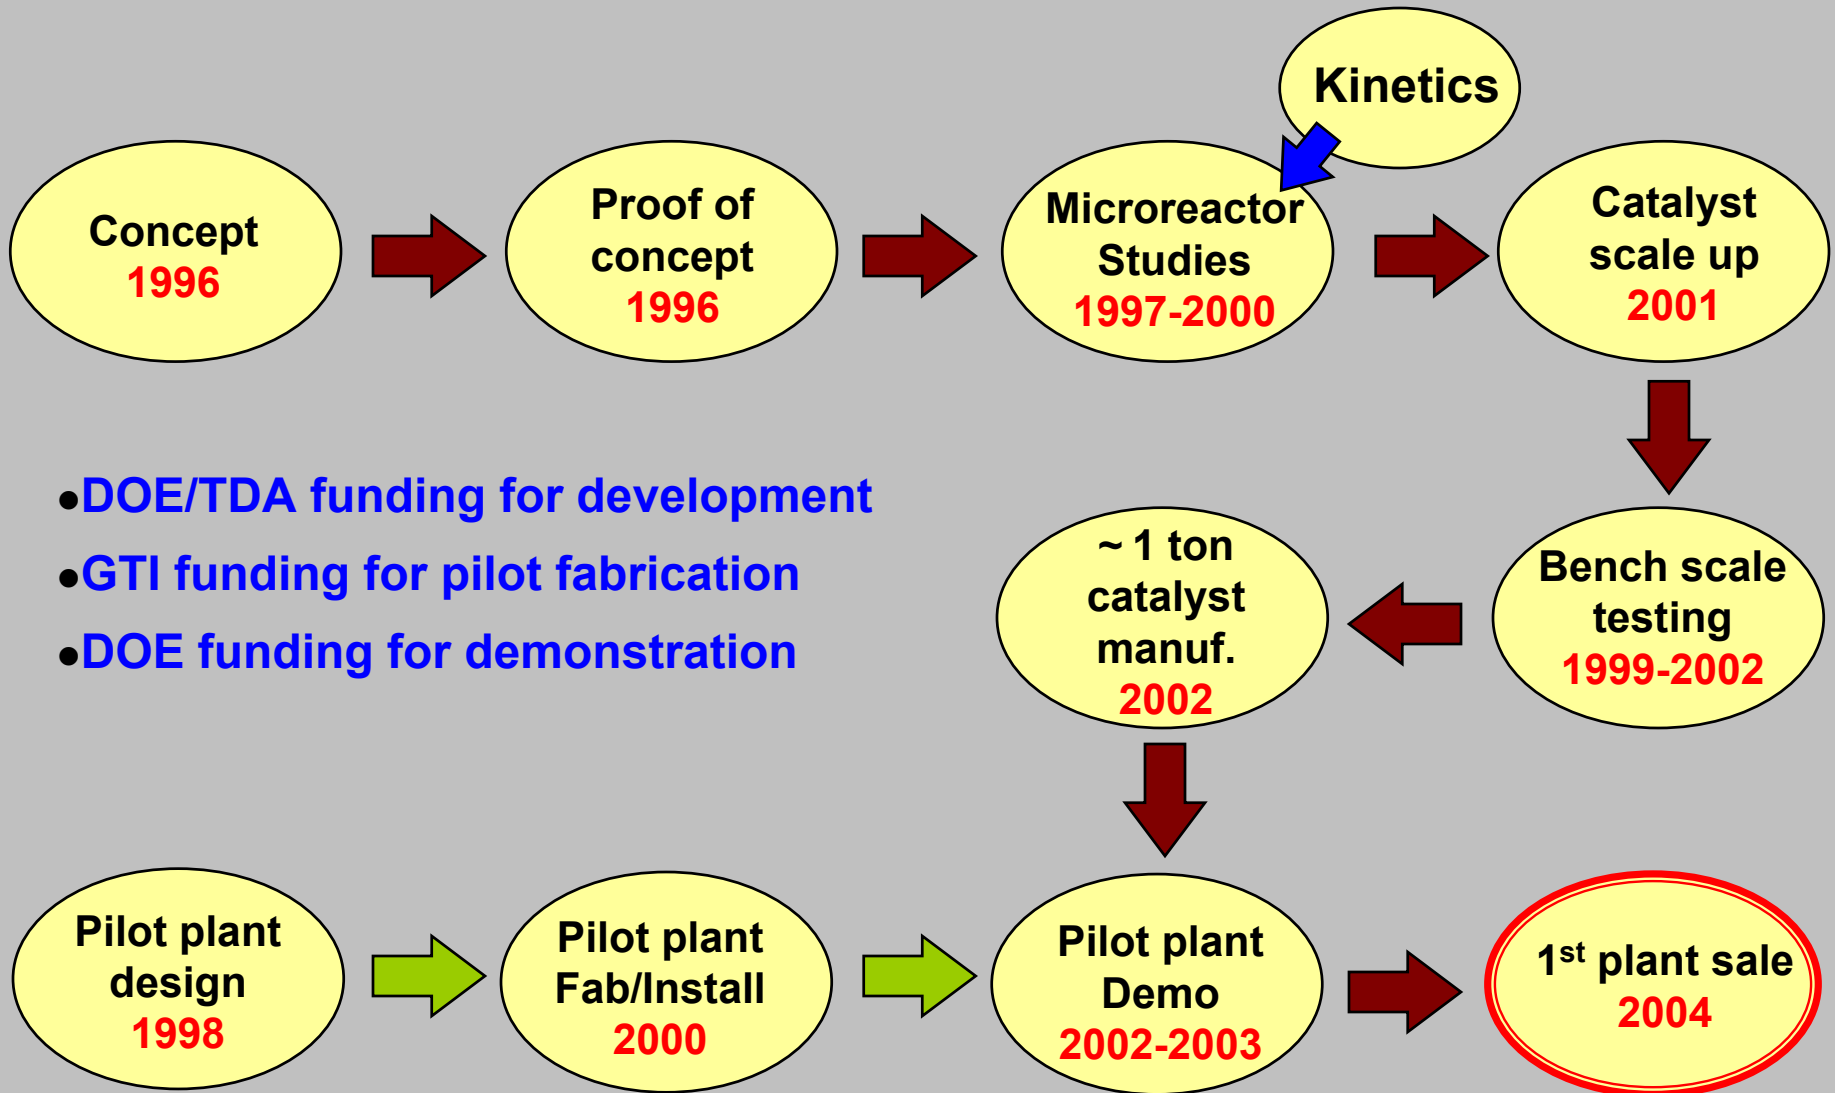 Kinetics
Concept
1996
Proof of
concept
1996
Microreactor
Studies
1997-2000
Catalyst
scale up
2001
•DOE/TDA funding for development
•GTI funding for pilot fabrication
•DOE funding for demonstration
~ 1 ton
catalyst
manuf.
2002
Bench scale
testing
1999-2002
Pilot plant
design
1998
Pilot plant
Fab/Install
2000
Pilot plant
Demo
2002-2003
1st plant sale
2004